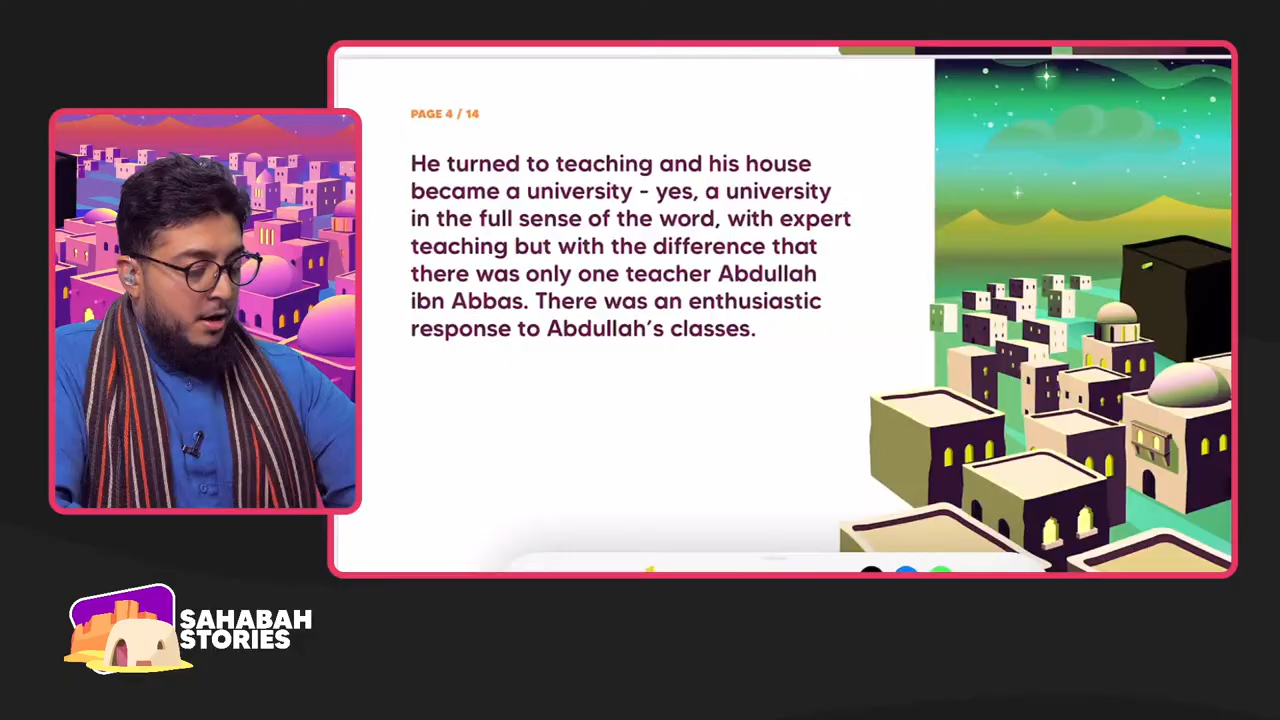 PAGE 4 / 14
He turned to teaching and his house
became a university - yes, a university
in the full sense of the word, with expert
teaching but with the difference that
there was only one teacher Abdullah
ibn Abbas. There was an enthusiastic
response to Abdullah’s classes.
SAHABAH
STORIES